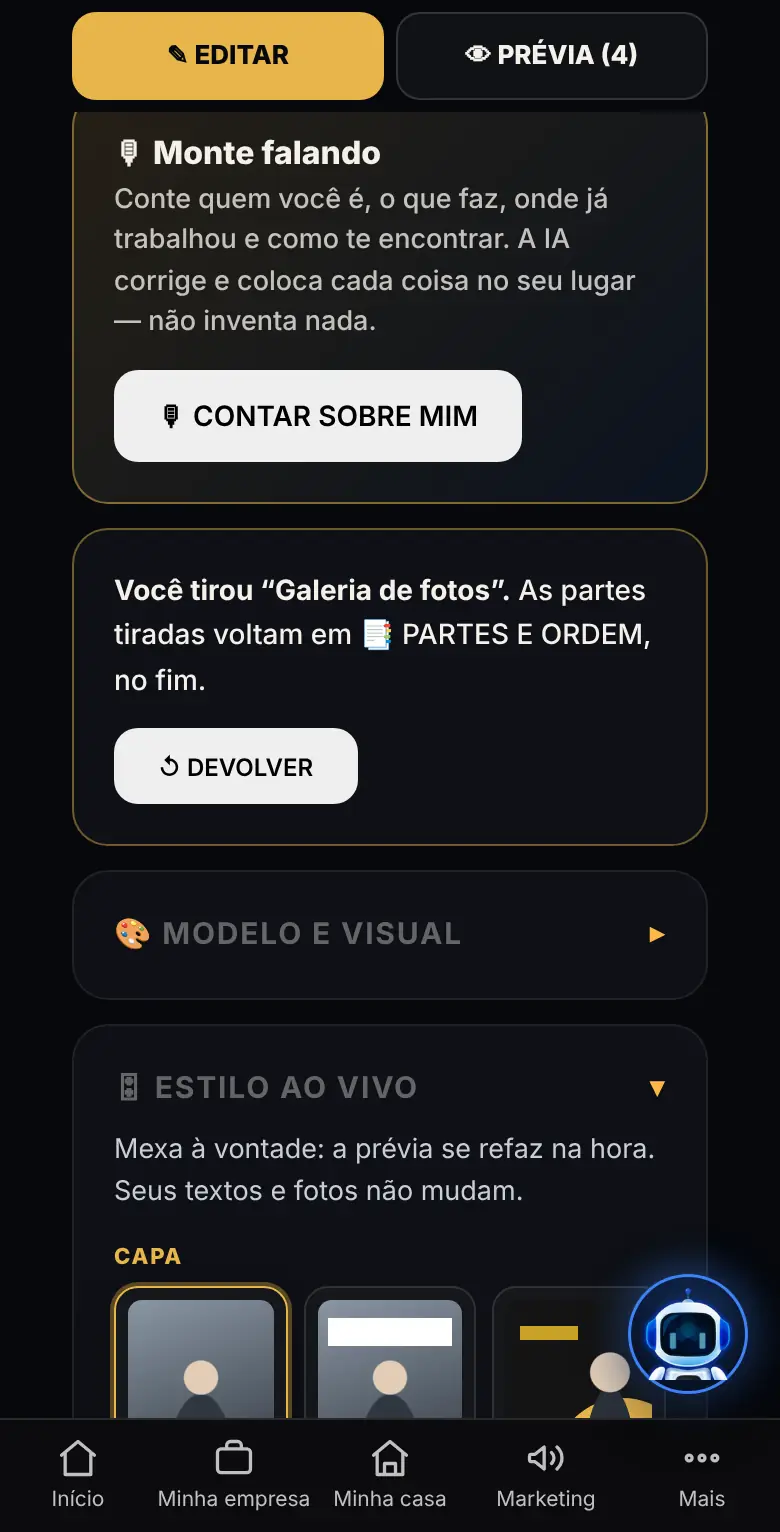 ✎ EDITAR
👁 PRÉVIA (4)
🎙 Monte falando
Conte quem você é, o que faz, onde já
trabalhou e como te encontrar. A IA
corrige e coloca cada coisa no seu lugar
— não inventa nada.
🎙 CONTAR SOBRE MIM
Você tirou “Galeria de fotos”. As partes
tiradas voltam em 📑 PARTES E ORDEM,
no fim.
↺ DEVOLVER
🎨 MODELO E VISUAL ▸
🎛 ESTILO AO VIVO ▾
Mexa à vontade: a prévia se refaz na hora.
Seus textos e fotos não mudam.
CAPA
Início
Minha empresa
Minha casa
Marketing
Mais